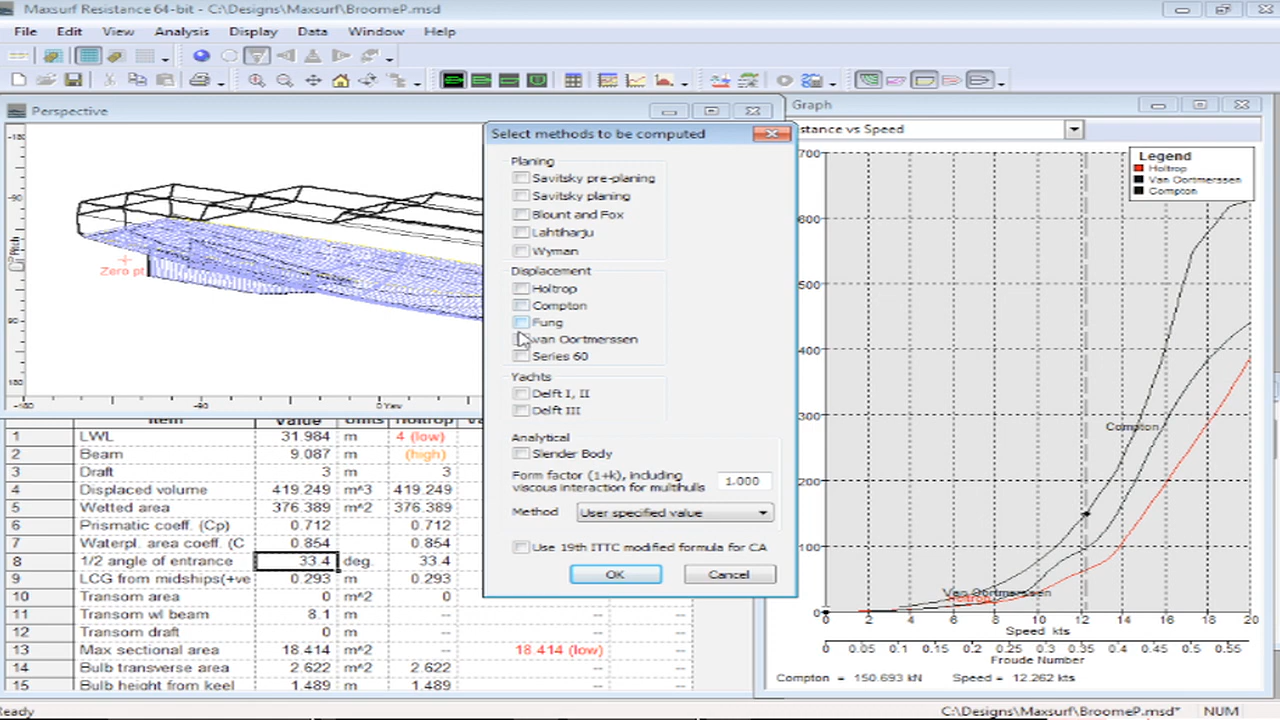 Maxsurf Resistance 64-bit - C:\Designs\Maxsurf\BroomeP.msd
File Edit View Analysis Display Data Window Help
Perspective
Zero pt
-90
90
180
-180 -90 0 Yaw
Item Value Units Holtrop
1 LWL 31.984 m 4 (low)
2 Beam 9.087 m (high)
3 Draft 3 m 3
4 Displaced volume 419.249 m^3 419.249
5 Wetted area 376.389 m^2 376.389
6 Prismatic coeff. (Cp) 0.712 0.712
7 Waterpl. area coeff. (C 0.854 0.854
8 1/2 angle of entrance 33.4 deg. 33.4
9 LCG from midships(+ve 0.293 m 0.293
10 Transom area 0 m^2 0
11 Transom wl beam 8.1 m -- -- --
12 Transom draft 0 m -- -- --
13 Max sectional area 18.414 m^2 -- 18.414 (low) --
14 Bulb transverse area 2.622 m^2 2.622 -- --
15 Bulb height from keel 1.489 m 1.489 -- --
Select methods to be computed
Planing
Savitsky pre-planing
Savitsky planing
Blount and Fox
Lahtiharju
Wyman
Displacement
Holtrop
Compton
Fung
van Oortmerssen
Series 60
Yachts
Delft I, II
Delft III
Analytical
Slender Body
Form factor (1+k), including
viscous interaction for multihulls 1.000
Method User specified value
Use 19th ITTC modified formula for CA
OK Cancel
Graph
stance vs Speed
Legend
Holtrop
Van Oortmerssen
Compton
700
600
500
400
300
200
100
0
Compton
Van Oortmerssen
Holtrop
0 2 4 6 8 10 12 14 16 18 20
Speed kts
0 0.05 0.1 0.15 0.2 0.25 0.3 0.35 0.4 0.45 0.5 0.55
Froude Number
Compton = 150.693 kN Speed = 12.262 kts
Ready C:\Designs\Maxsurf\BroomeP.msd* NUM